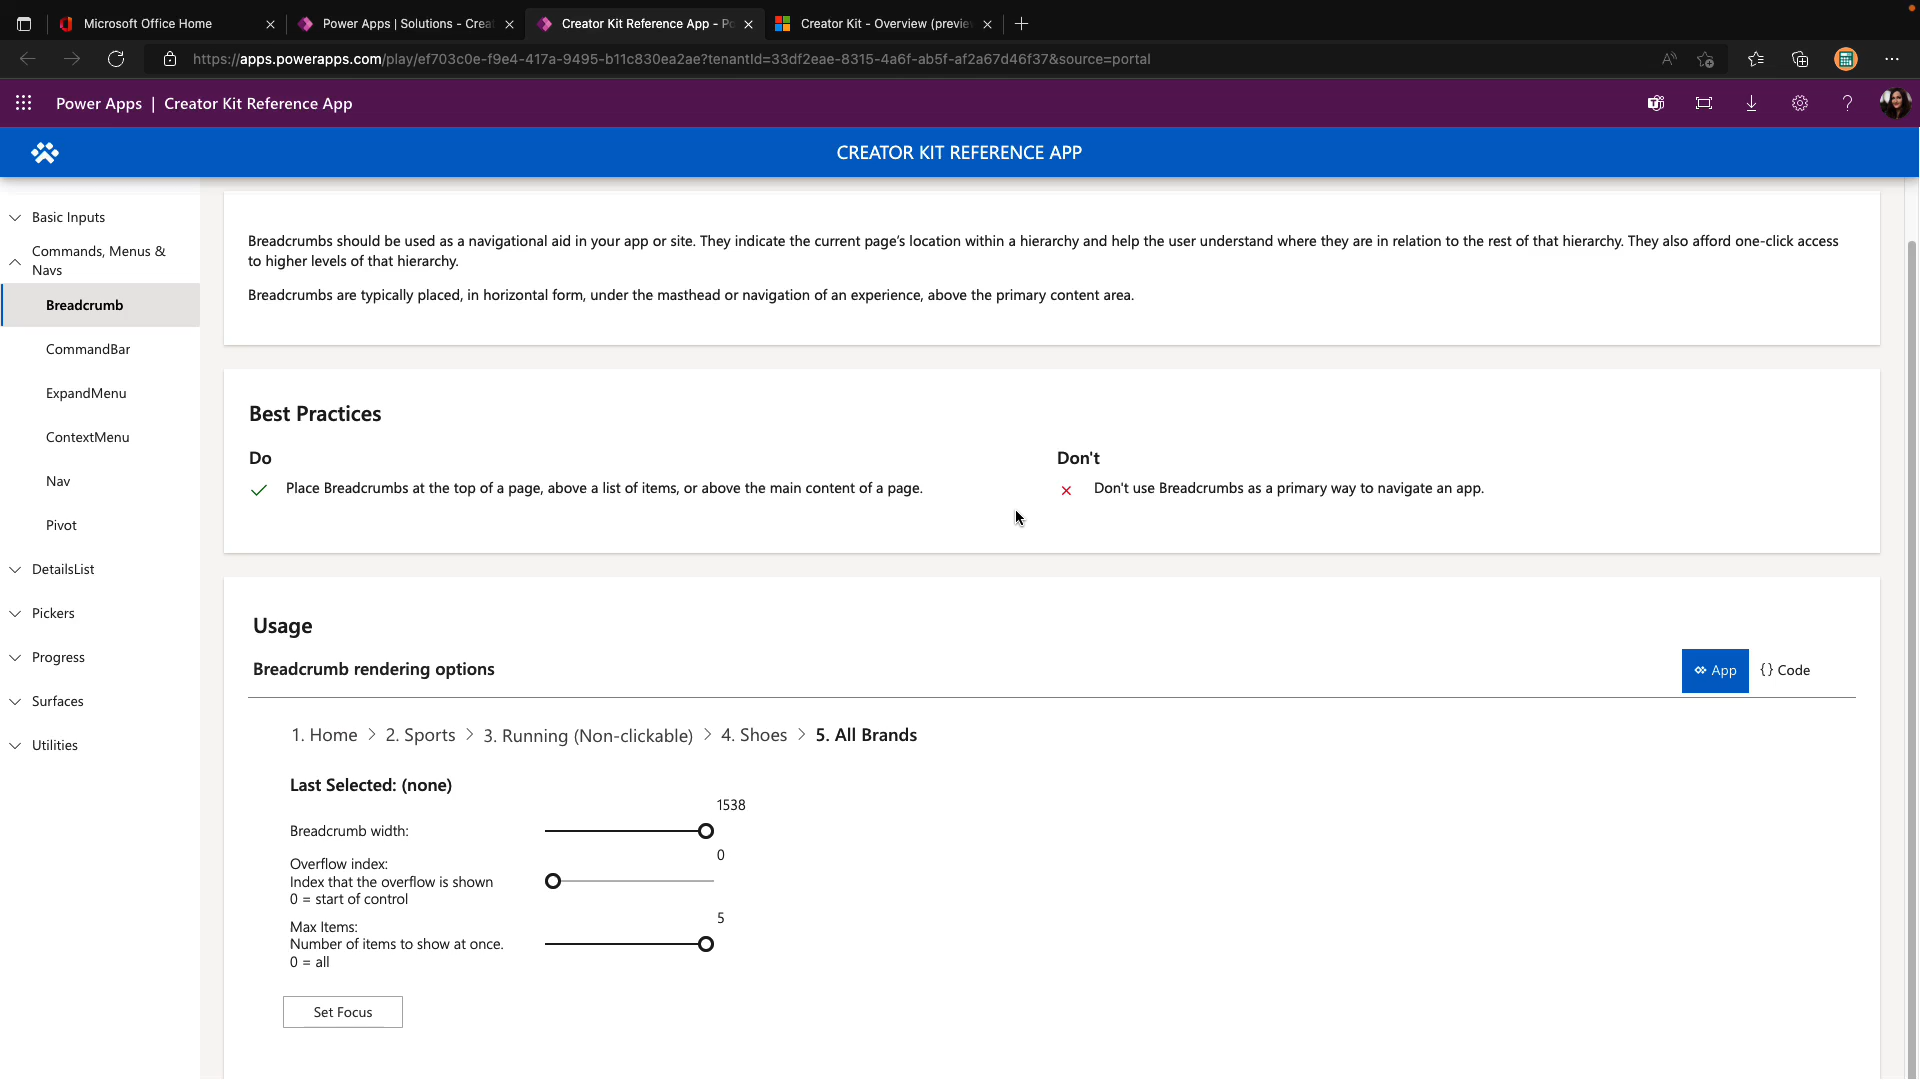 Microsoft Office Home
Power Apps | Solutions - Creat
Creator Kit Reference App - Po
Creator Kit - Overview (previe
https://apps.powerapps.com/play/ef703c0e-f9e4-417a-9495-b11c830ea2ae?tenantId=33df2eae-8315-4a6f-ab5f-af2a67d46f37&source=portal
Power Apps | Creator Kit Reference App
CREATOR KIT REFERENCE APP
Basic Inputs
Commands, Menus &
Navs
Breadcrumb
CommandBar
ExpandMenu
ContextMenu
Nav
Pivot
DetailsList
Pickers
Progress
Surfaces
Utilities
Breadcrumbs should be used as a navigational aid in your app or site. They indicate the current page's location within a hierarchy and help the user understand where they are in relation to the rest of that hierarchy. They also afford one-click access
to higher levels of that hierarchy.
Breadcrumbs are typically placed, in horizontal form, under the masthead or navigation of an experience, above the primary content area.
Best Practices
Do
Place Breadcrumbs at the top of a page, above a list of items, or above the main content of a page.
Don't
Don't use Breadcrumbs as a primary way to navigate an app.
Usage
Breadcrumb rendering options
App
{} Code
1. Home > 2. Sports > 3. Running (Non-clickable) > 4. Shoes > 5. All Brands
Last Selected: (none)
1538
Breadcrumb width:
0
Overflow index:
Index that the overflow is shown
0 = start of control
5
Max Items:
Number of items to show at once.
0 = all
Set Focus